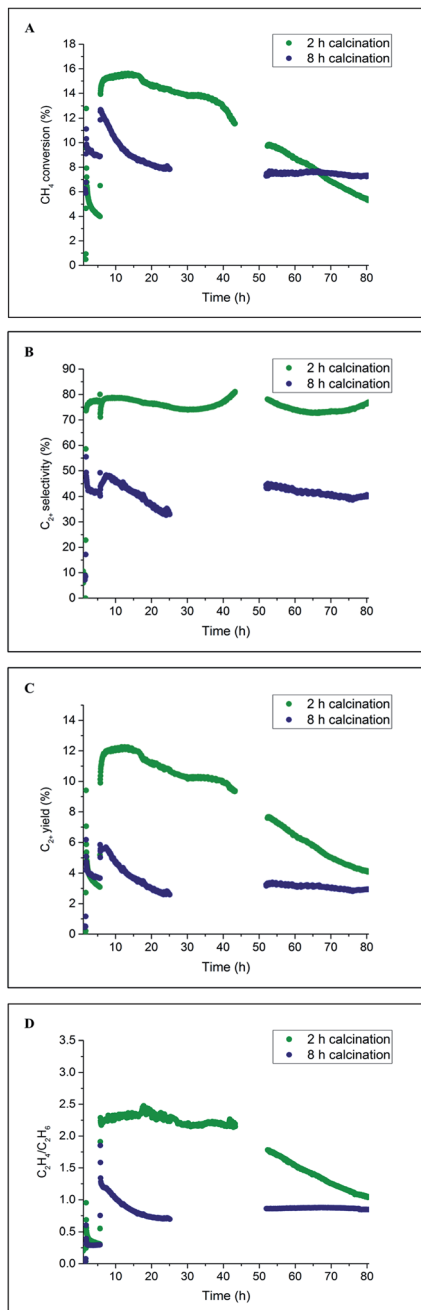 A
2 h calcination
8 h calcination
18
16
14
12
10
8
6
4
2
0
CH4 conversion (%)
10 20 30 40 50 60 70 80
Time (h)
B
2 h calcination
8 h calcination
90
80
70
60
50
40
30
20
10
0
C2+ selectivity (%)
10 20 30 40 50 60 70 80
Time (h)
C
2 h calcination
8 h calcination
14
12
10
8
6
4
2
0
C2+ yield (%)
10 20 30 40 50 60 70 80
Time (h)
D
2 h calcination
8 h calcination
3.5
3.0
2.5
2.0
1.5
1.0
0.5
0.0
C2H4/C2H6
10 20 30 40 50 60 70 80
Time (h)